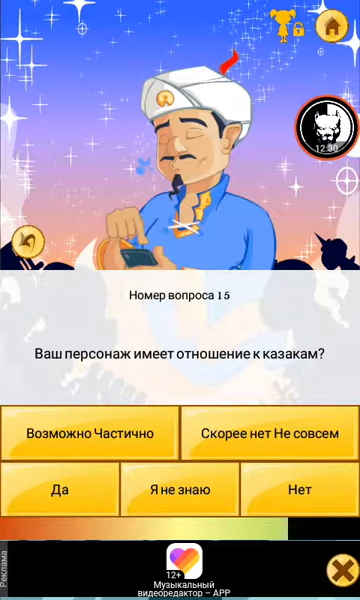 12:30
Номер вопроса 15
Ваш персонаж имеет отношение к казакам?
Возможно Частично
Скорее нет Не совсем
Да
Я не знаю
Нет
Реклама
12+
Музыкальный
видеоредактор – APP